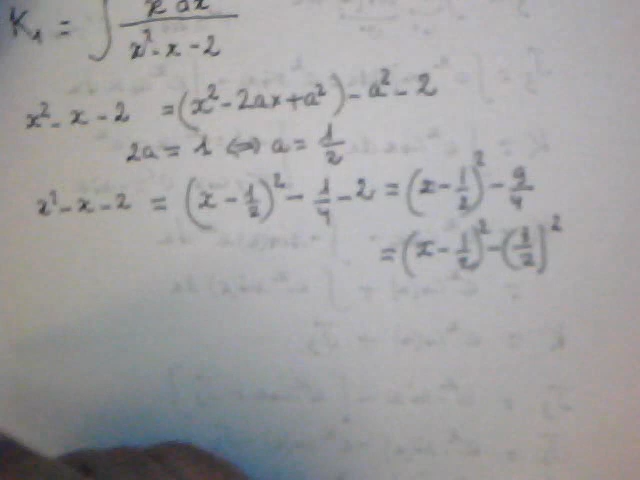 K₁ = ∫ x dx / (x² - x - 2)
x² - x - 2 = (x² - 2ax + a²) - a² - 2
2a = 1 ⟺ a = 1/2
x² - x - 2 = (x - 1/2)² - 1/4 - 2 = (x - 1/2)² - 9/4
= (x - 1/2)² - (1/2)²